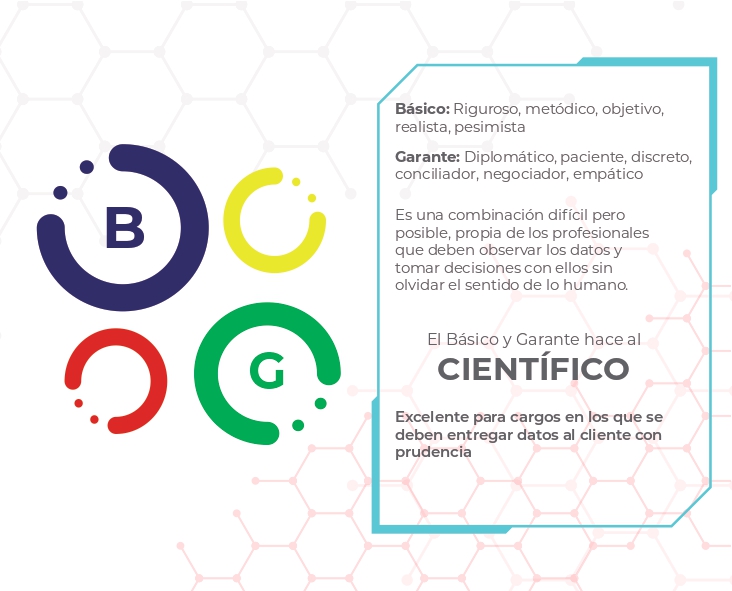 B
G
Básico: Riguroso, metódico, objetivo,
realista, pesimista
Garante: Diplomático, paciente, discreto,
conciliador, negociador, empático
Es una combinación difícil pero
posible, propia de los profesionales
que deben observar los datos y
tomar decisiones con ellos sin
olvidar el sentido de lo humano.
El Básico y Garante hace al
CIENTÍFICO
Excelente para cargos en los que se
deben entregar datos al cliente con
prudencia